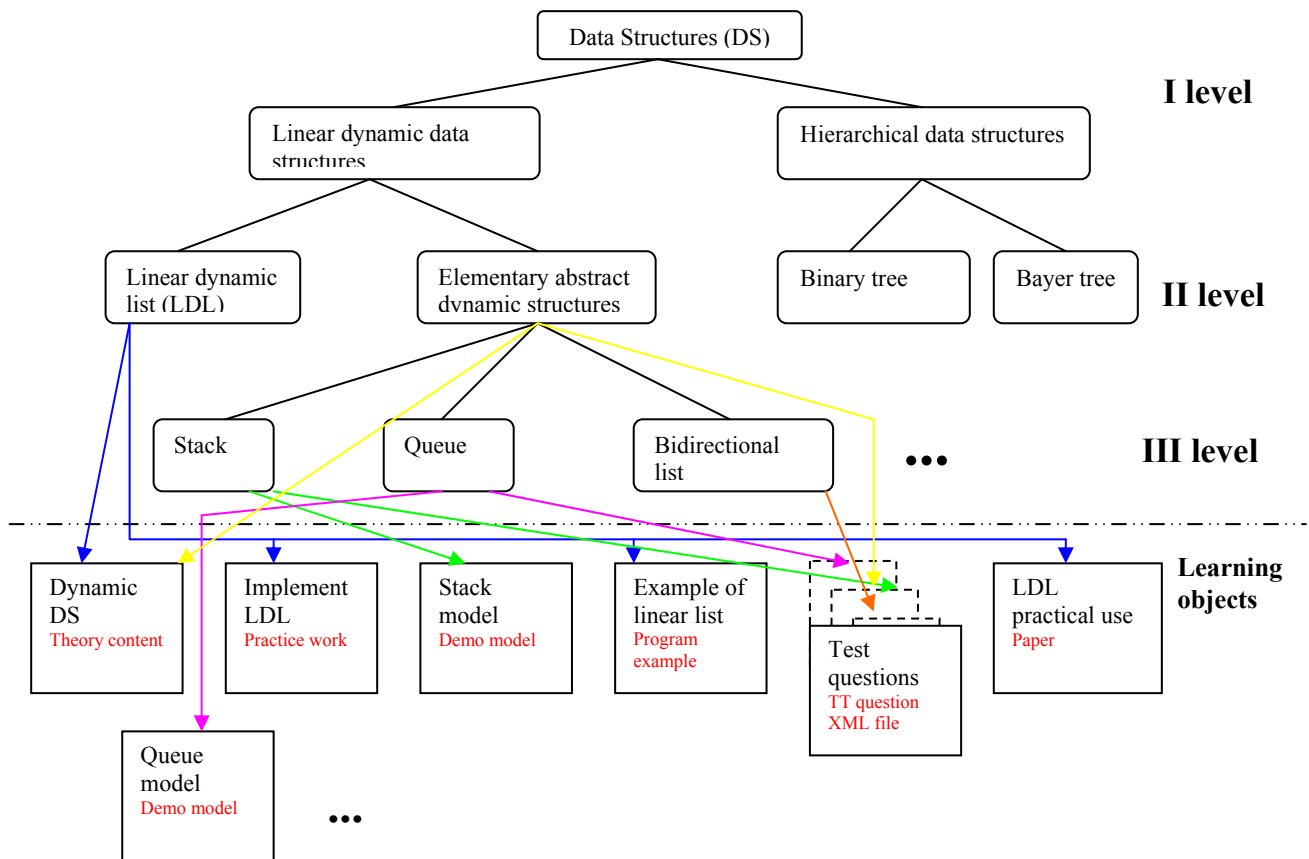 Data Structures (DS)
I level
Linear dynamic data
structures
Hierarchical data structures
Linear dynamic
list (LDL)
Elementary abstract
dynamic structures
Binary tree
Bayer tree
II level
Stack
Queue
Bidirectional
list
...
III level
Dynamic
DS
Theory content
Implement
LDL
Practice work
Stack
model
Demo model
Example of
linear list
Program
example
Test
questions
TT question
XML file
LDL
practical use
Paper
Learning
objects
Queue
model
Demo model
...